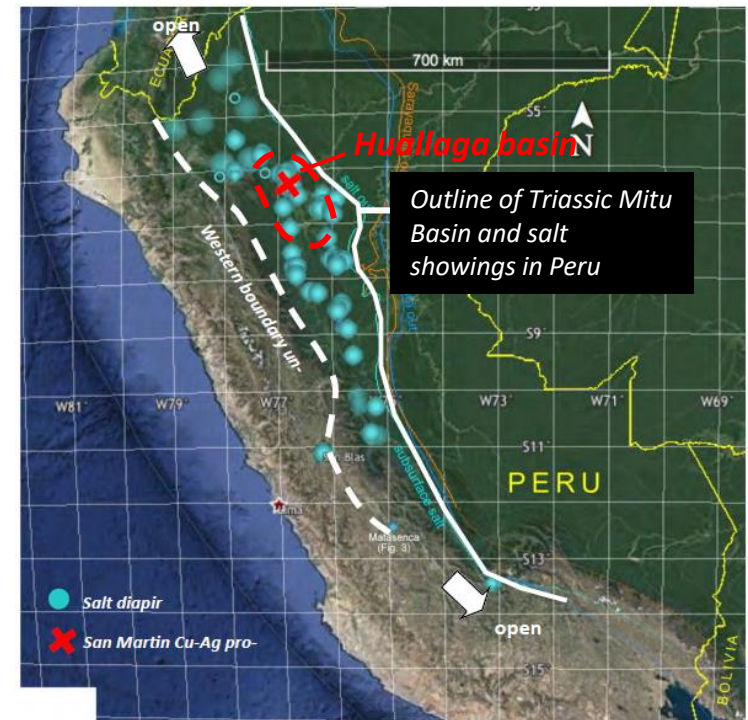 open
ECUA
S5°
700 km
N
Huallaga basin
Outline of Triassic Mitu
Basin and salt
showings in Peru
Western boundary un-
S9°
W81°
W79°
W77°
W73°
W71°
W69°
S11°
Blas
PERU
subsurface salt
Lima
Matasenca
(Fig. 3)
S13°
Salt diapir
open
San Martin Cu-Ag pro-
S15°
BOLIVIA